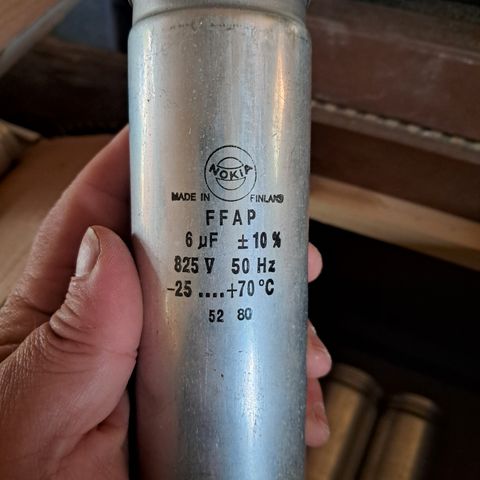 NOKIA
MADE IN FINLAND
FFAP
6 µF ±10 %
825 V 50 Hz
-25 ....+70 °C
52 80